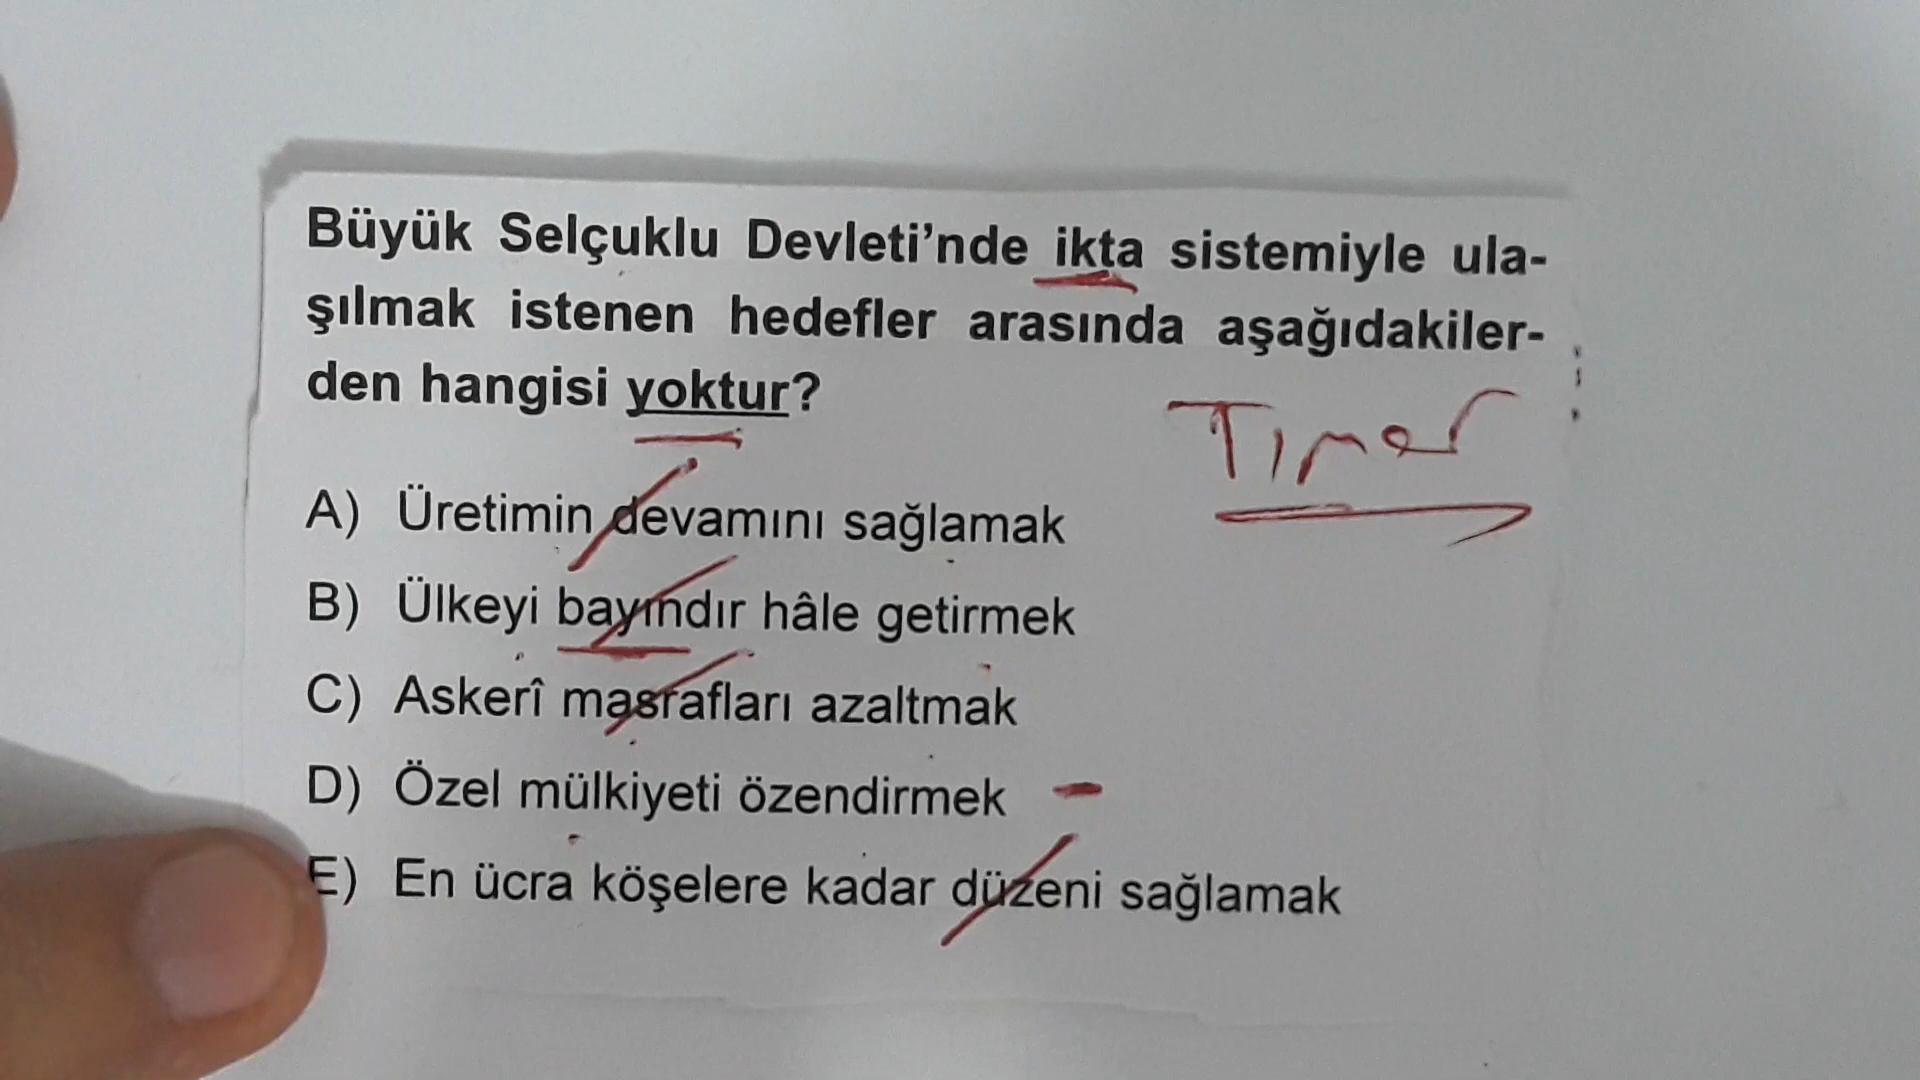 Büyük Selçuklu Devleti’nde ikta sistemiyle ula-
şılmak istenen hedefler arasında aşağıdakiler-
den hangisi yoktur?
Tımar
A) Üretimin devamını sağlamak
B) Ülkeyi bayındır hâle getirmek
C) Askerî masrafları azaltmak
D) Özel mülkiyeti özendirmek -
E) En ücra köşelere kadar düzeni sağlamak